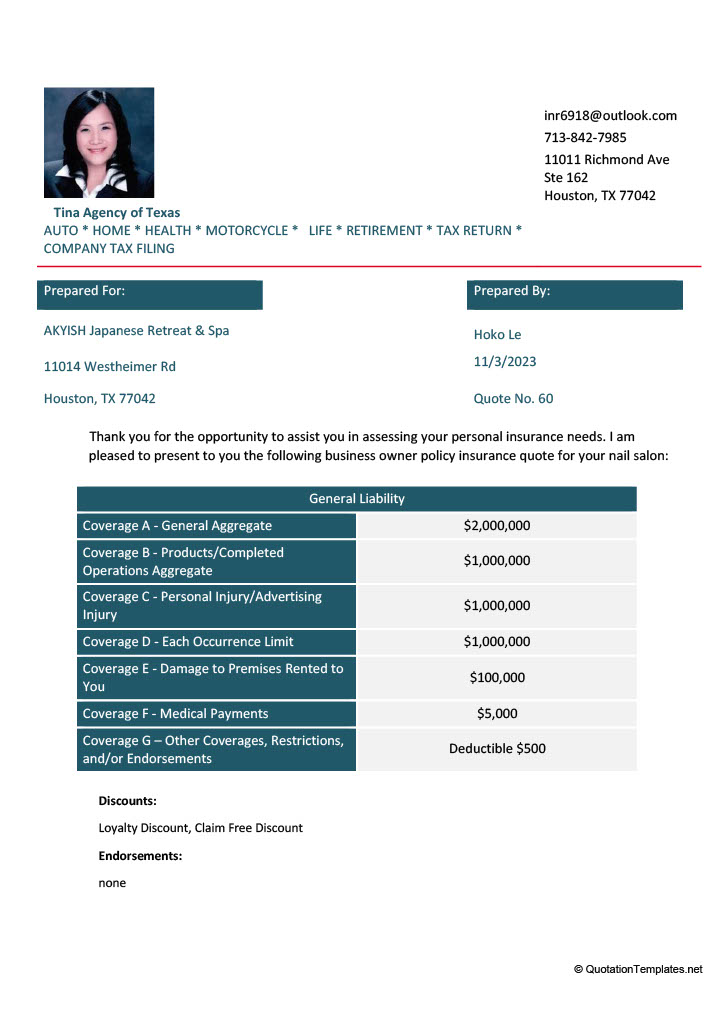 inr6918@outlook.com
713-842-7985
11011 Richmond Ave
Ste 162
Houston, TX 77042
Tina Agency of Texas
AUTO * HOME * HEALTH * MOTORCYCLE * LIFE * RETIREMENT * TAX RETURN *
COMPANY TAX FILING
Prepared For:
AKYISH Japanese Retreat & Spa
11014 Westheimer Rd
Houston, TX 77042
Prepared By:
Hoko Le
11/3/2023
Quote No. 60
Thank you for the opportunity to assist you in assessing your personal insurance needs. I am
pleased to present to you the following business owner policy insurance quote for your nail salon:
General Liability
Coverage A - General Aggregate $2,000,000
Coverage B - Products/Completed
Operations Aggregate $1,000,000
Coverage C - Personal Injury/Advertising
Injury $1,000,000
Coverage D - Each Occurrence Limit $1,000,000
Coverage E - Damage to Premises Rented to
You $100,000
Coverage F - Medical Payments $5,000
Coverage G – Other Coverages, Restrictions,
and/or Endorsements Deductible $500
Discounts:
Loyalty Discount, Claim Free Discount
Endorsements:
none
© QuotationTemplates.net